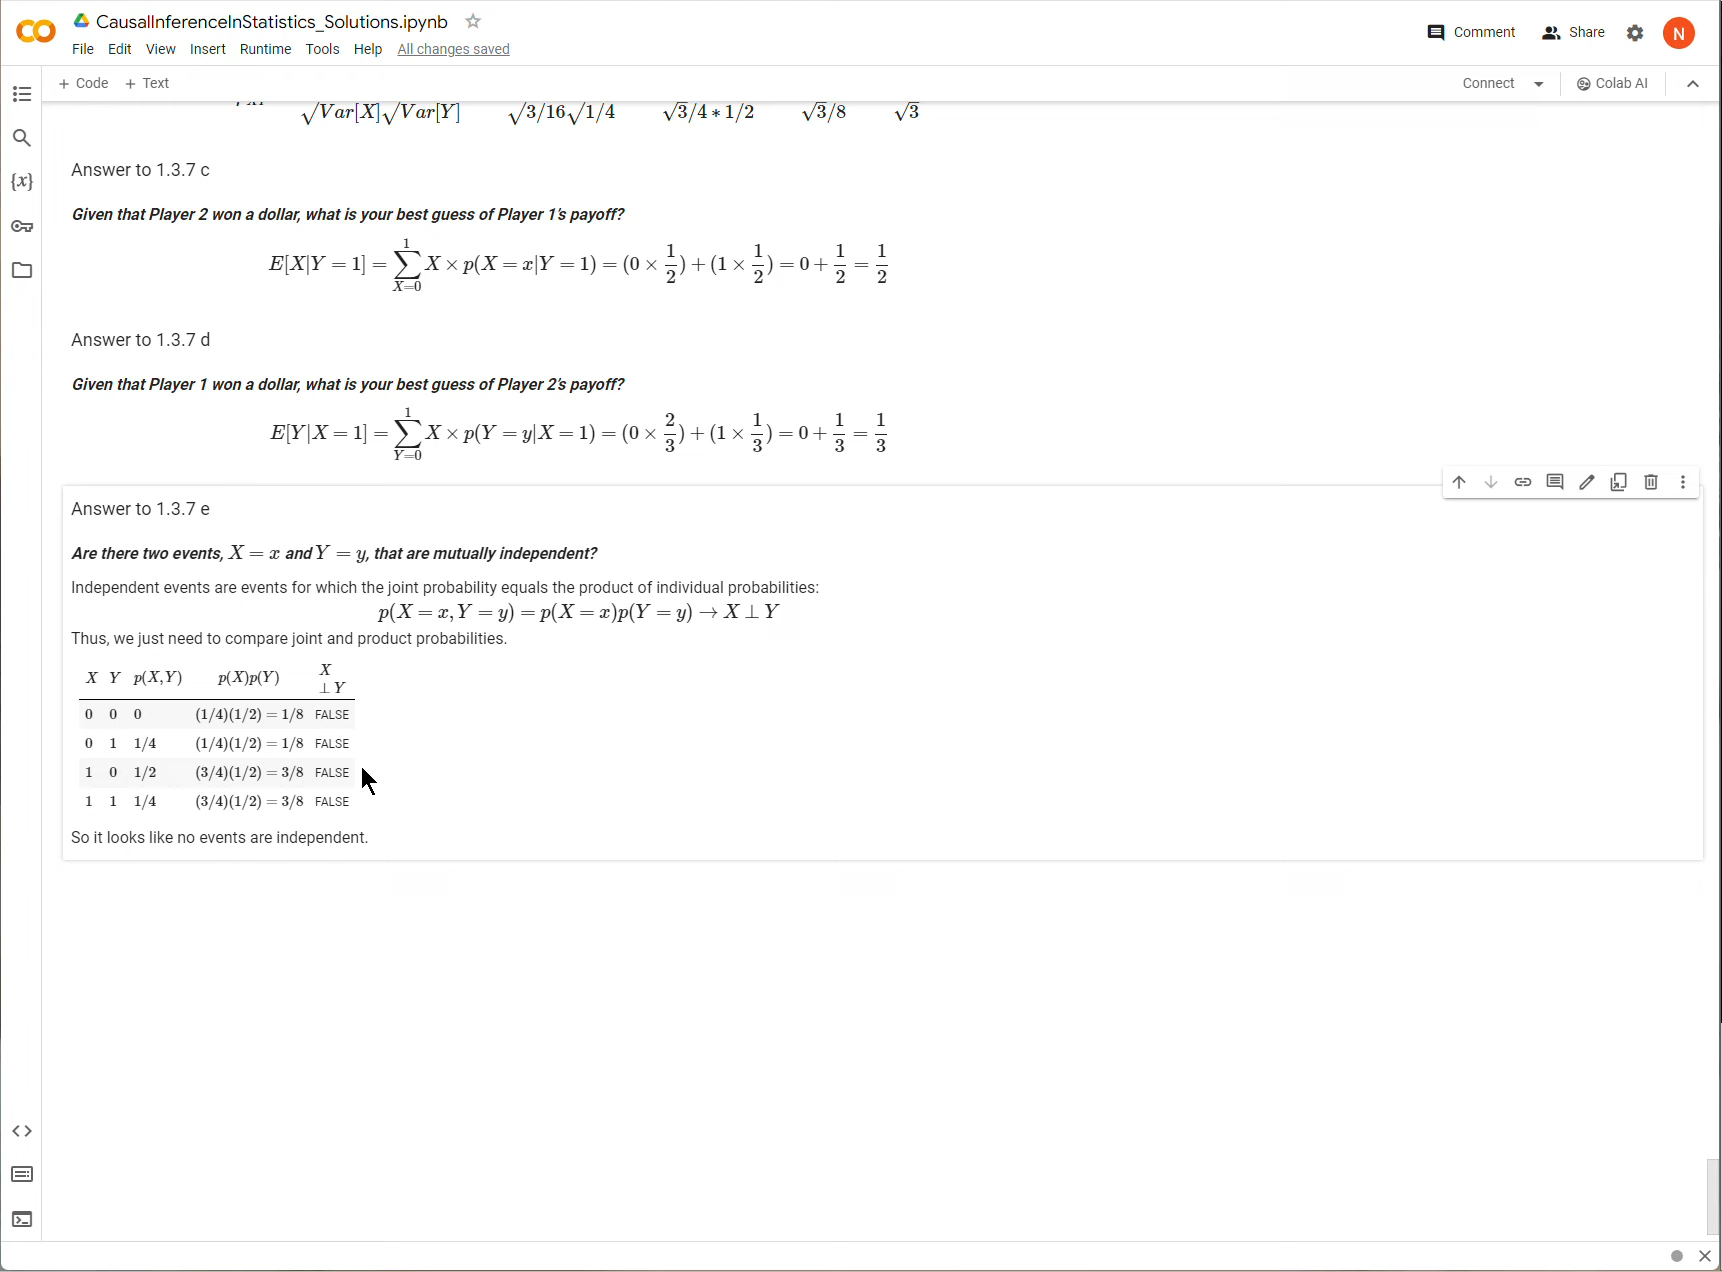 CausalInferenceInStatistics_Solutions.ipynb
File Edit View Insert Runtime Tools Help All changes saved
Comment Share N
+ Code + Text
Connect Colab AI
√Var[X]√Var[Y] √3/16√1/4 √3/4 * 1/2 √3/8 √3
Answer to 1.3.7 c
Given that Player 2 won a dollar, what is your best guess of Player 1's payoff?
E[X|Y = 1] = ∑_{X=0}^{1} X × p(X = x|Y = 1) = (0 × 1/2) + (1 × 1/2) = 0 + 1/2 = 1/2
Answer to 1.3.7 d
Given that Player 1 won a dollar, what is your best guess of Player 2's payoff?
E[Y|X = 1] = ∑_{Y=0}^{1} X × p(Y = y|X = 1) = (0 × 2/3) + (1 × 1/3) = 0 + 1/3 = 1/3
Answer to 1.3.7 e
Are there two events, X = x and Y = y, that are mutually independent?
Independent events are events for which the joint probability equals the product of individual probabilities:
p(X = x, Y = y) = p(X = x)p(Y = y) → X ⊥ Y
Thus, we just need to compare joint and product probabilities.
X Y p(X,Y) p(X)p(Y) X ⊥ Y
0 0 0 (1/4)(1/2) = 1/8 FALSE
0 1 1/4 (1/4)(1/2) = 1/8 FALSE
1 0 1/2 (3/4)(1/2) = 3/8 FALSE
1 1 1/4 (3/4)(1/2) = 3/8 FALSE
So it looks like no events are independent.